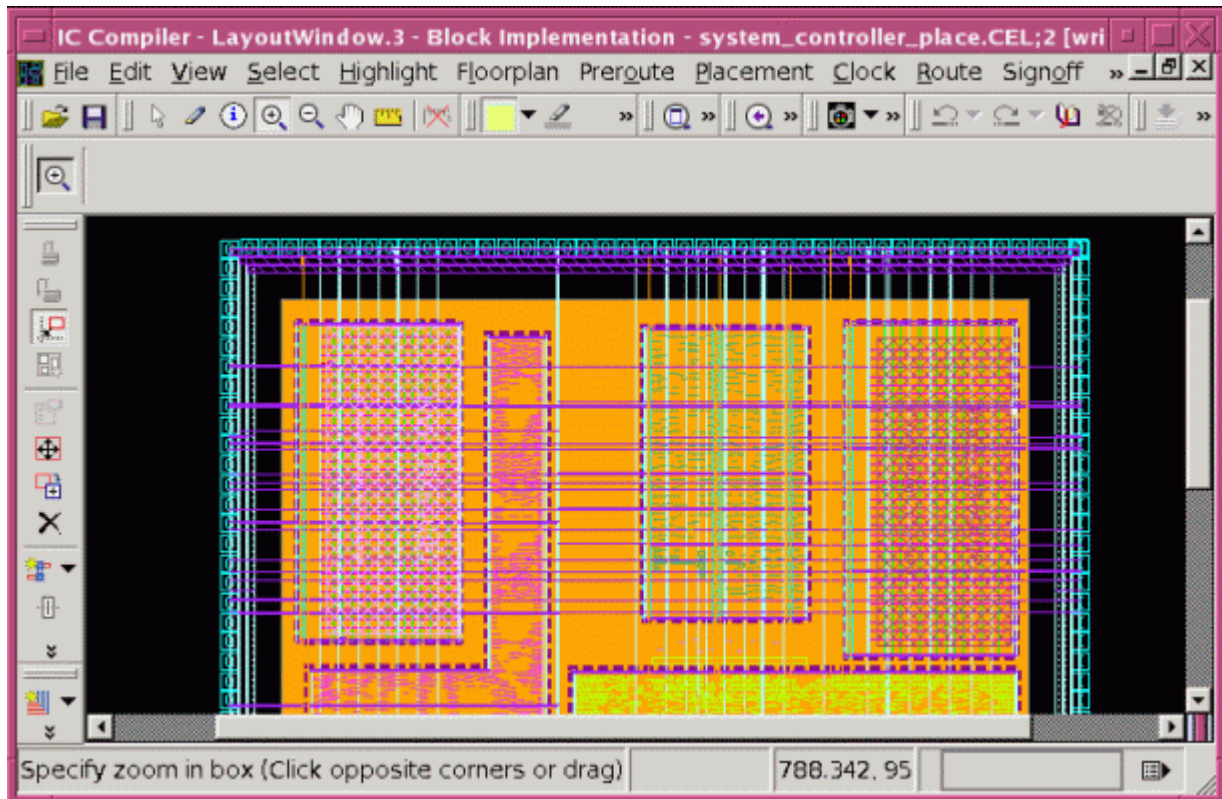 IC Compiler - LayoutWindow.3 - Block Implementation - system_controller_place.CEL;2 [wri
File Edit View Select Highlight Floorplan Preroute Placement Clock Route Signoff »
Specify zoom in box (Click opposite corners or drag) 788.342, 95